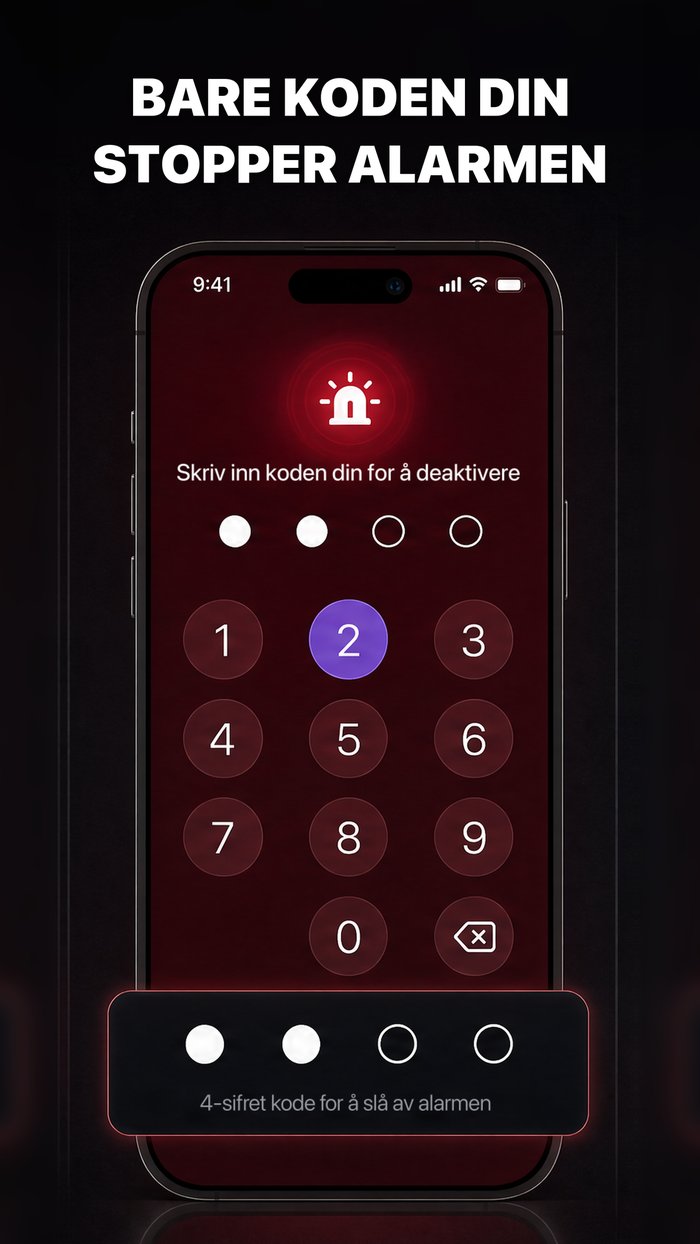 BARE KODEN DIN
STOPPER ALARMEN
9:41
Skriv inn koden din for å deaktivere
1 2 3
4 5 6
7 8 9
0
4-sifret kode for å slå av alarmen